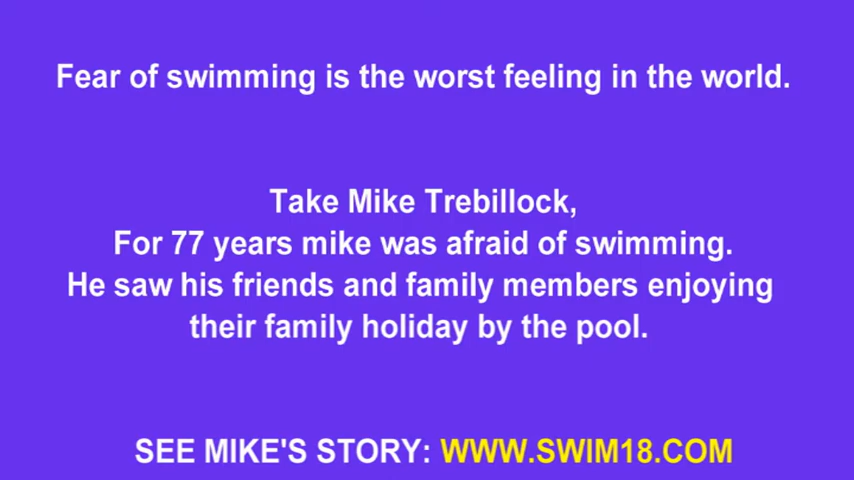 Fear of swimming is the worst feeling in the world.
Take Mike Trebillock,
For 77 years mike was afraid of swimming.
He saw his friends and family members enjoying
their family holiday by the pool.
SEE MIKE'S STORY: WWW.SWIM18.COM